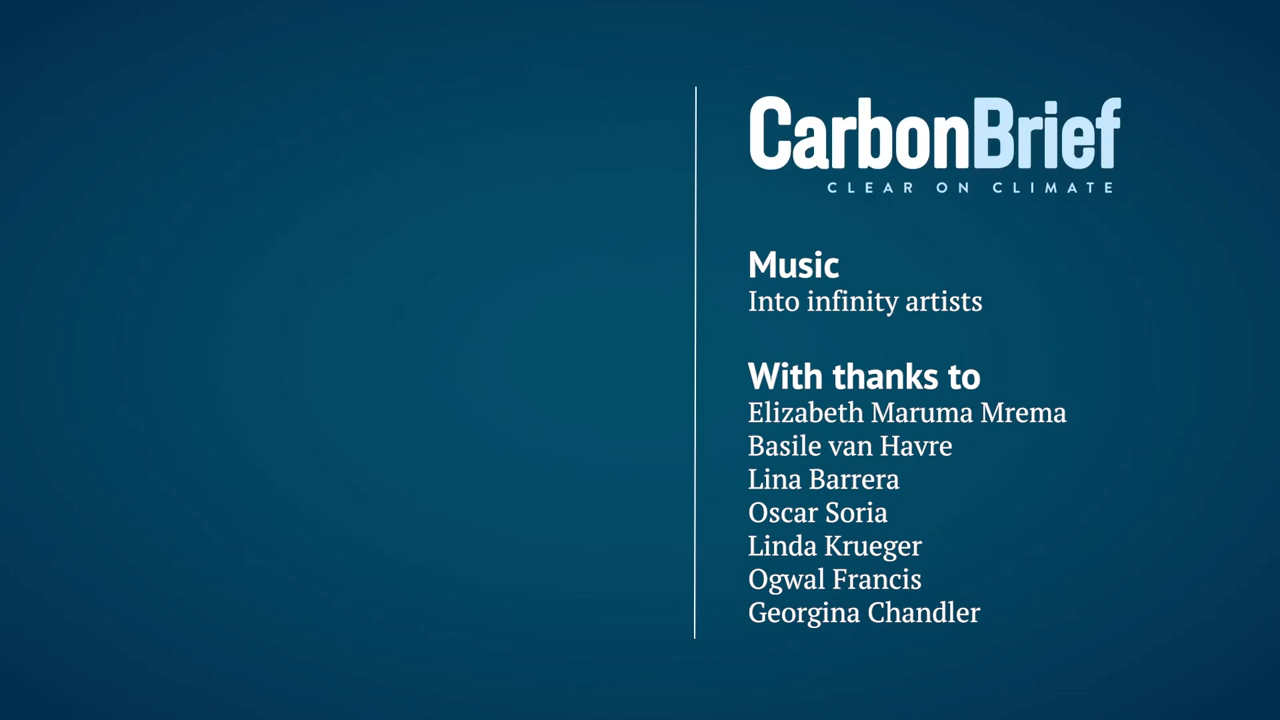 CarbonBrief
CLEAR ON CLIMATE
Music
Into infinity artists
With thanks to
Elizabeth Maruma Mrema
Basile van Havre
Lina Barrera
Oscar Soria
Linda Krueger
Ogwal Francis
Georgina Chandler